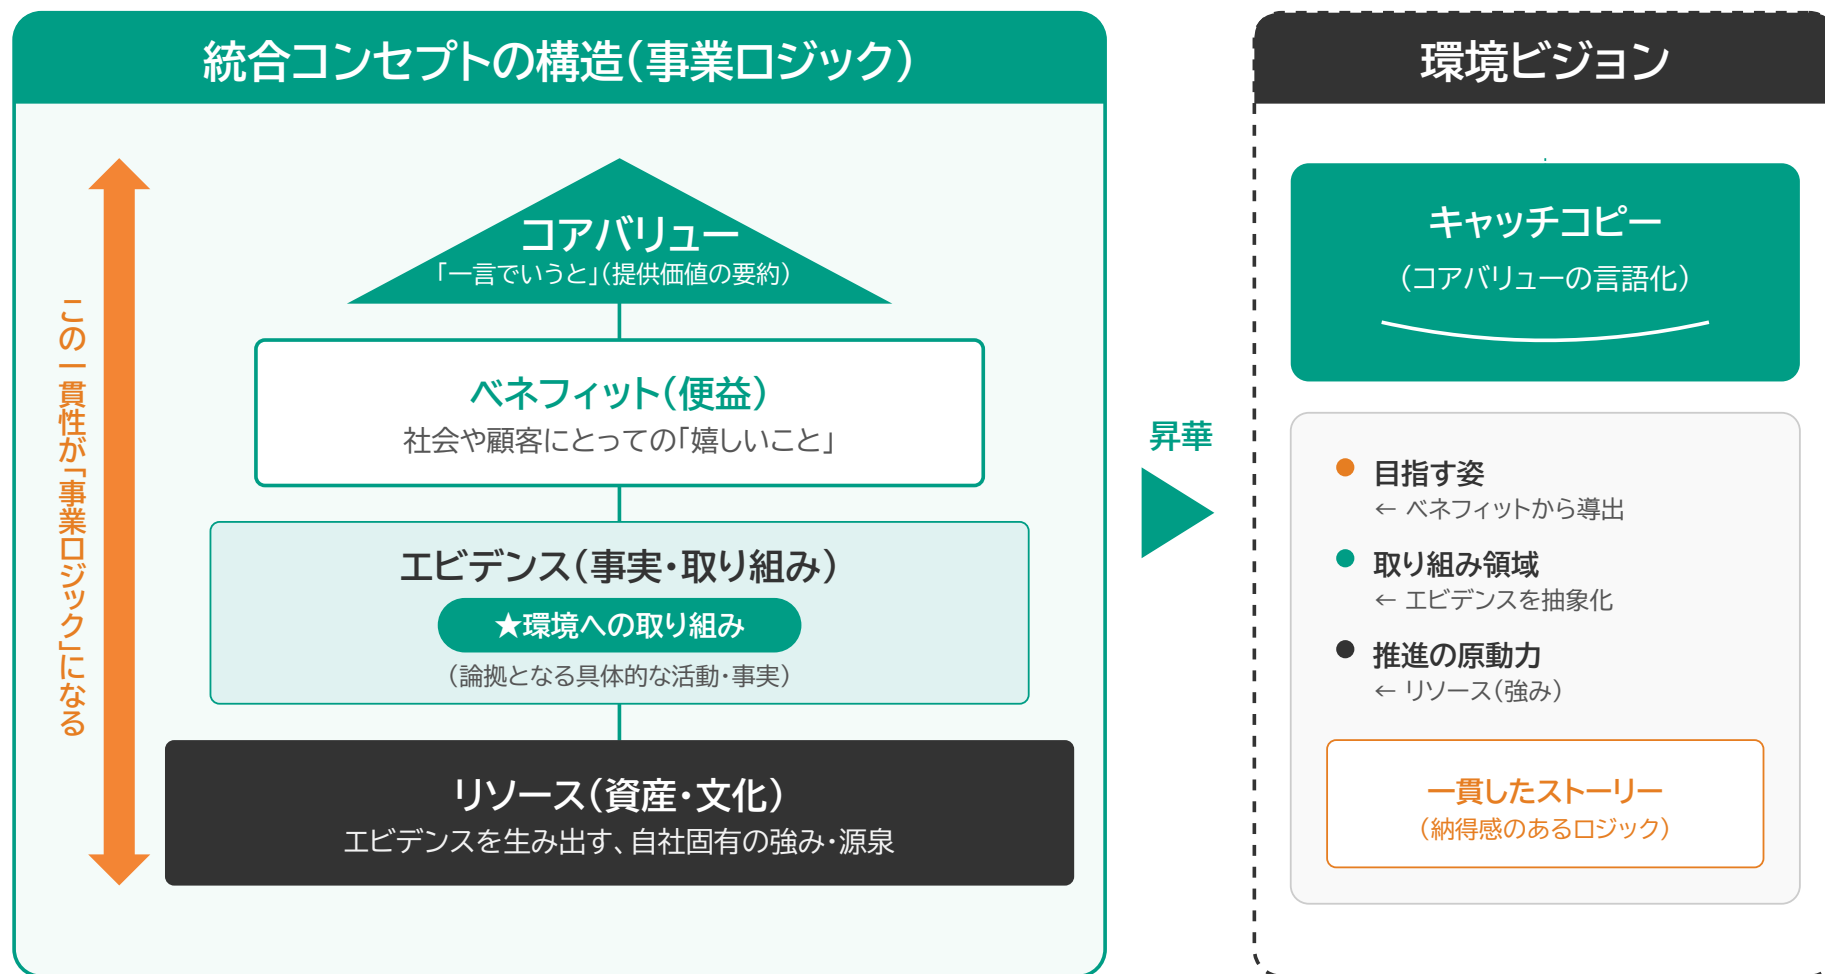 統合コンセプトの構造(事業ロジック)
この一貫性が「事業ロジック」になる
コアバリュー
「一言でいうと」(提供価値の要約)
ベネフィット(便益)
社会や顧客にとっての「嬉しいこと」
エビデンス(事実・取り組み)
★環境への取り組み
(論拠となる具体的な活動・事実)
リソース(資産・文化)
エビデンスを生み出す、自社固有の強み・源泉
昇華
環境ビジョン
キャッチコピー
(コアバリューの言語化)
目指す姿
← ベネフィットから導出
取り組み領域
← エビデンスを抽象化
推進の原動力
← リソース(強み)
一貫したストーリー
(納得感のあるロジック)